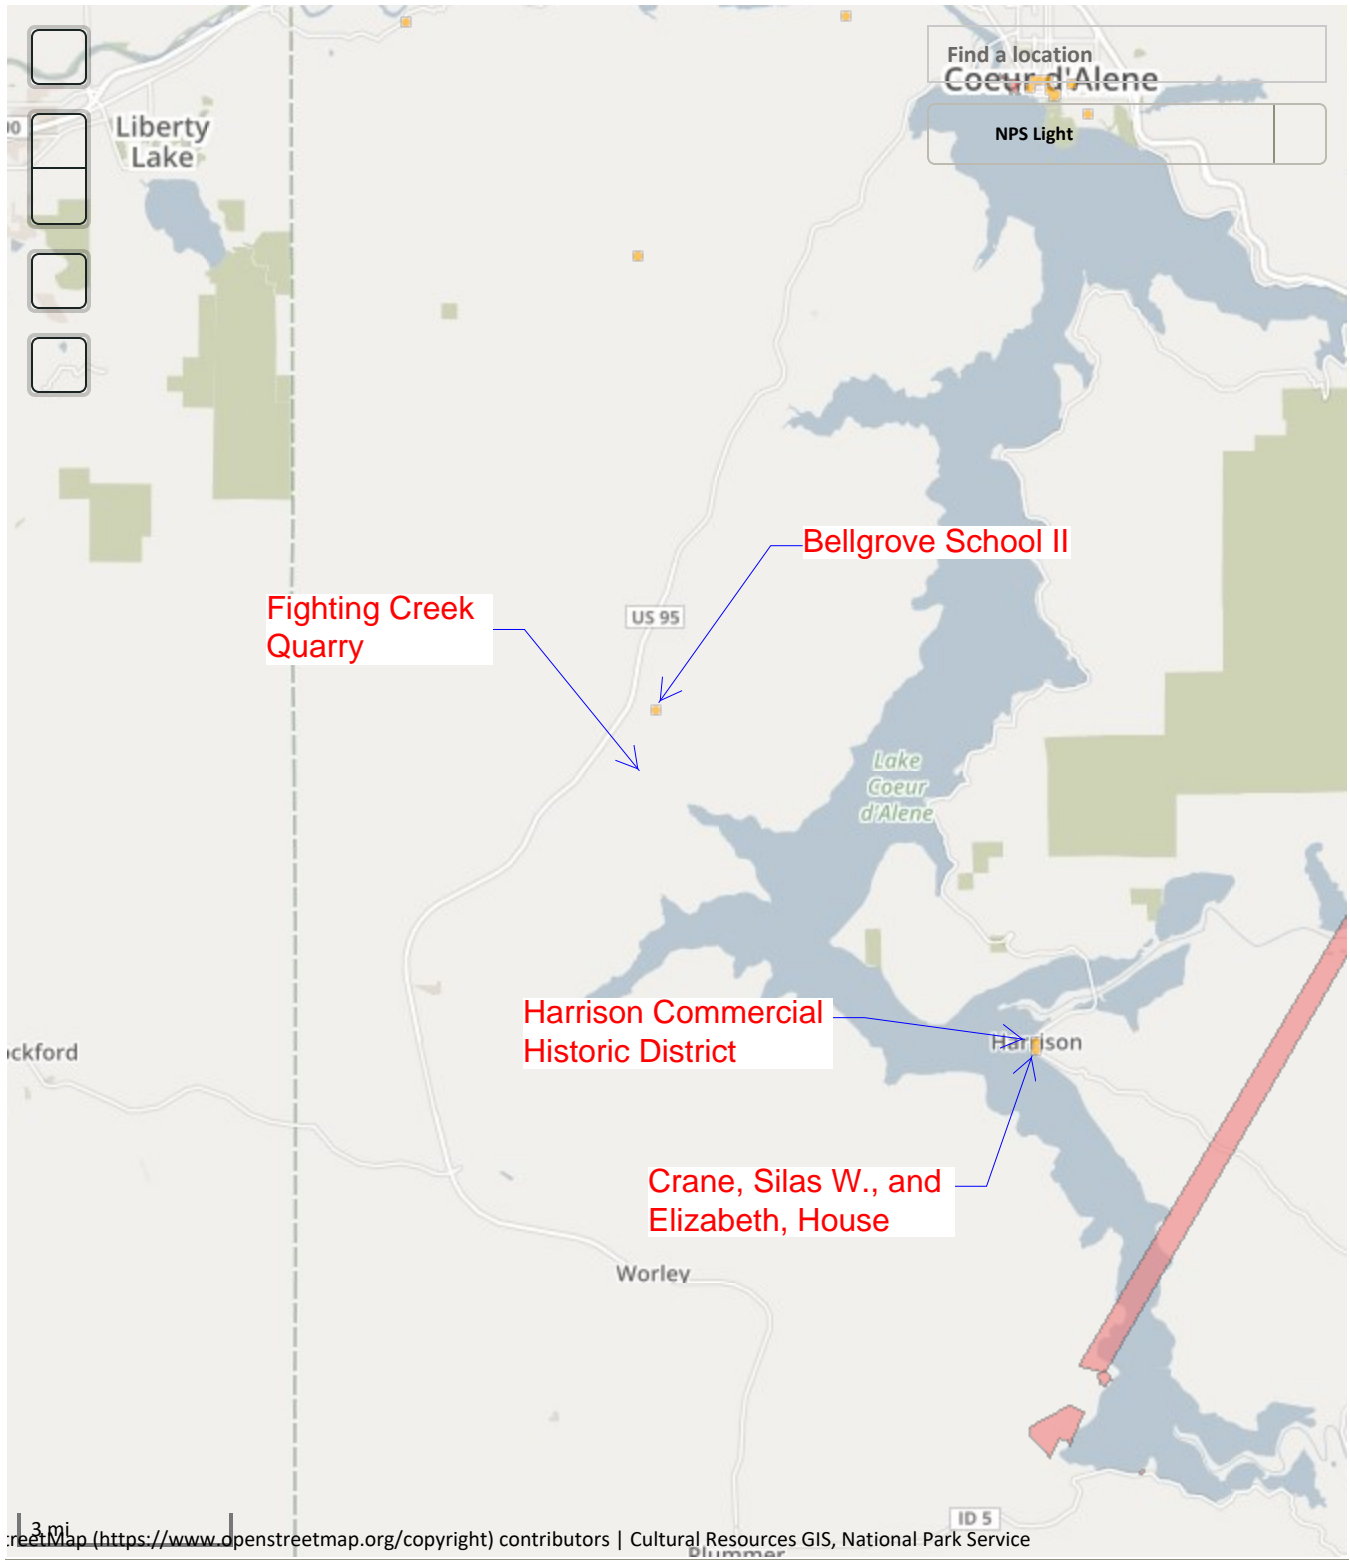 Find a location
Coeur d'Alene
NPS Light
Liberty
Lake
Bellgrove School II
Fighting Creek
Quarry
US 95
Lake
Coeur
d'Alene
Harrison Commercial
Historic District
Harrison
ckford
Crane, Silas W., and
Elizabeth, House
Worley
ID 5
3 mi
treetMap (https://www.openstreetmap.org/copyright) contributors | Cultural Resources GIS, National Park Service
Plummer